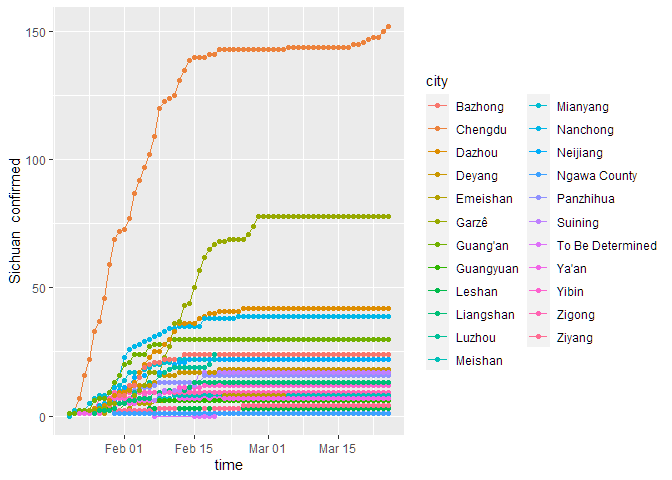 150
100
50
0
Sichuan confirmed
Feb 01
Feb 15
Mar 01
Mar 15
time
city
Bazhong
Chengdu
Dazhou
Deyang
Emeishan
Garzê
Guang'an
Guangyuan
Leshan
Liangshan
Luzhou
Meishan
Mianyang
Nanchong
Neijiang
Ngawa County
Panzhihua
Suining
To Be Determined
Ya'an
Yibin
Zigong
Ziyang